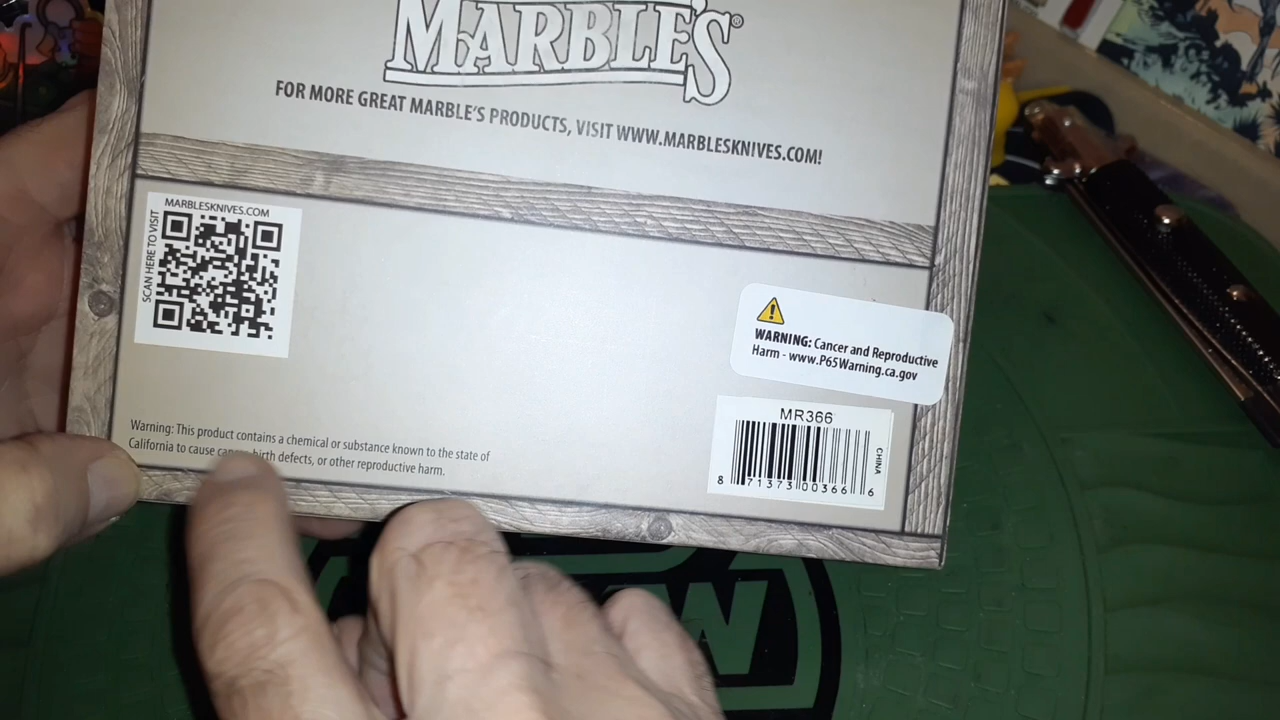 MARBLE'S®
FOR MORE GREAT MARBLE'S PRODUCTS, VISIT WWW.MARBLESKNIVES.COM!
MARBLESKNIVES.COM
SCAN HERE TO VISIT
WARNING: Cancer and Reproductive
Harm - www.P65Warning.ca.gov
MR366
CHINA
8 71373 00366 6
Warning: This product contains a chemical or substance known to the state of
California to cause birth defects, or other reproductive harm.